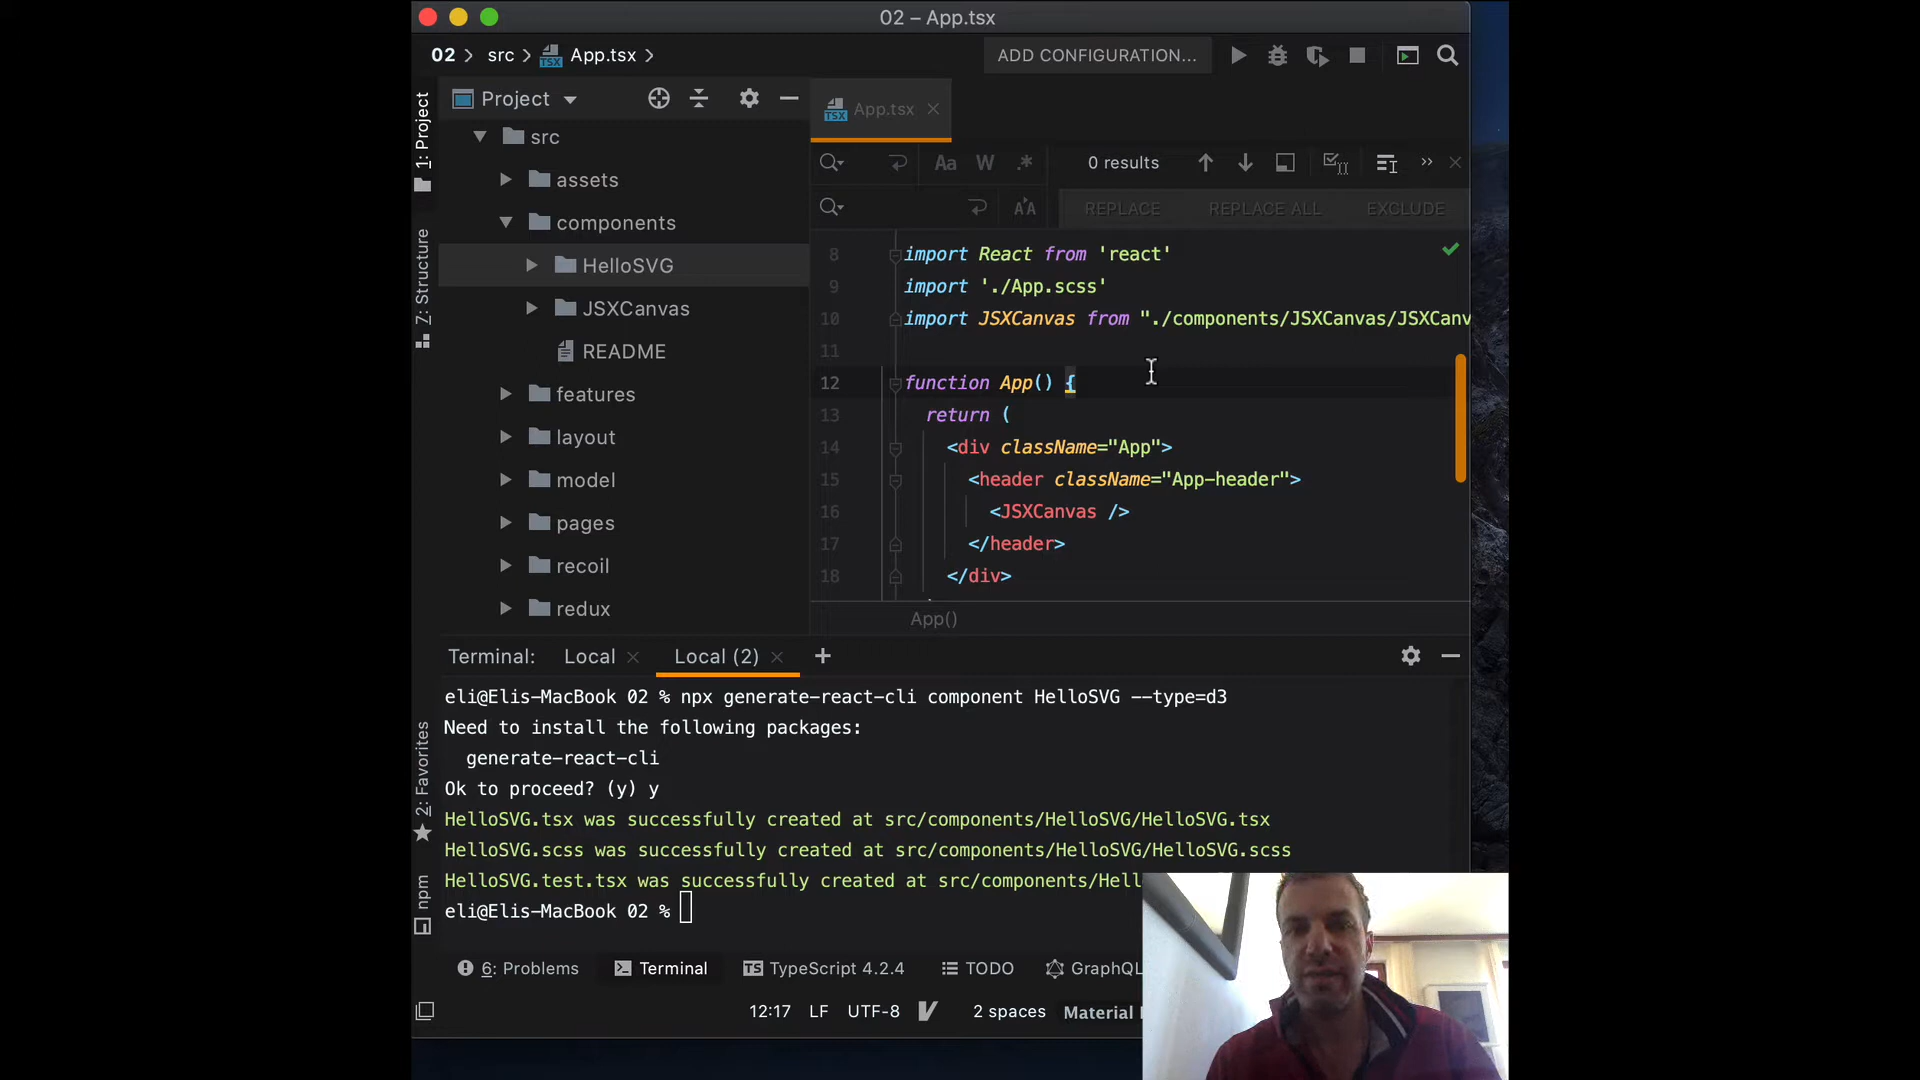 02 – App.tsx
02 > src > App.tsx >
ADD CONFIGURATION...
1: Project
7: Structure
2: Favorites
npm
Project
src
assets
components
HelloSVG
JSXCanvas
README
features
layout
model
pages
recoil
redux
TSX App.tsx ×
Aa W .* 0 results
REPLACE REPLACE ALL EXCLUDE
8 import React from 'react'
9 import './App.scss'
10 import JSXCanvas from "./components/JSXCanvas/JSXCanv
11
12 function App() {
13 return (
14 <div className="App">
15 <header className="App-header">
16 <JSXCanvas />
17 </header>
18 </div>
App()
Terminal: Local × Local (2) × +
eli@Elis-MacBook 02 % npx generate-react-cli component HelloSVG --type=d3
Need to install the following packages:
generate-react-cli
Ok to proceed? (y) y
HelloSVG.tsx was successfully created at src/components/HelloSVG/HelloSVG.tsx
HelloSVG.scss was successfully created at src/components/HelloSVG/HelloSVG.scss
HelloSVG.test.tsx was successfully created at src/components/Hell
eli@Elis-MacBook 02 %
6: Problems Terminal TS TypeScript 4.2.4 TODO GraphQL
12:17 LF UTF-8 2 spaces Material